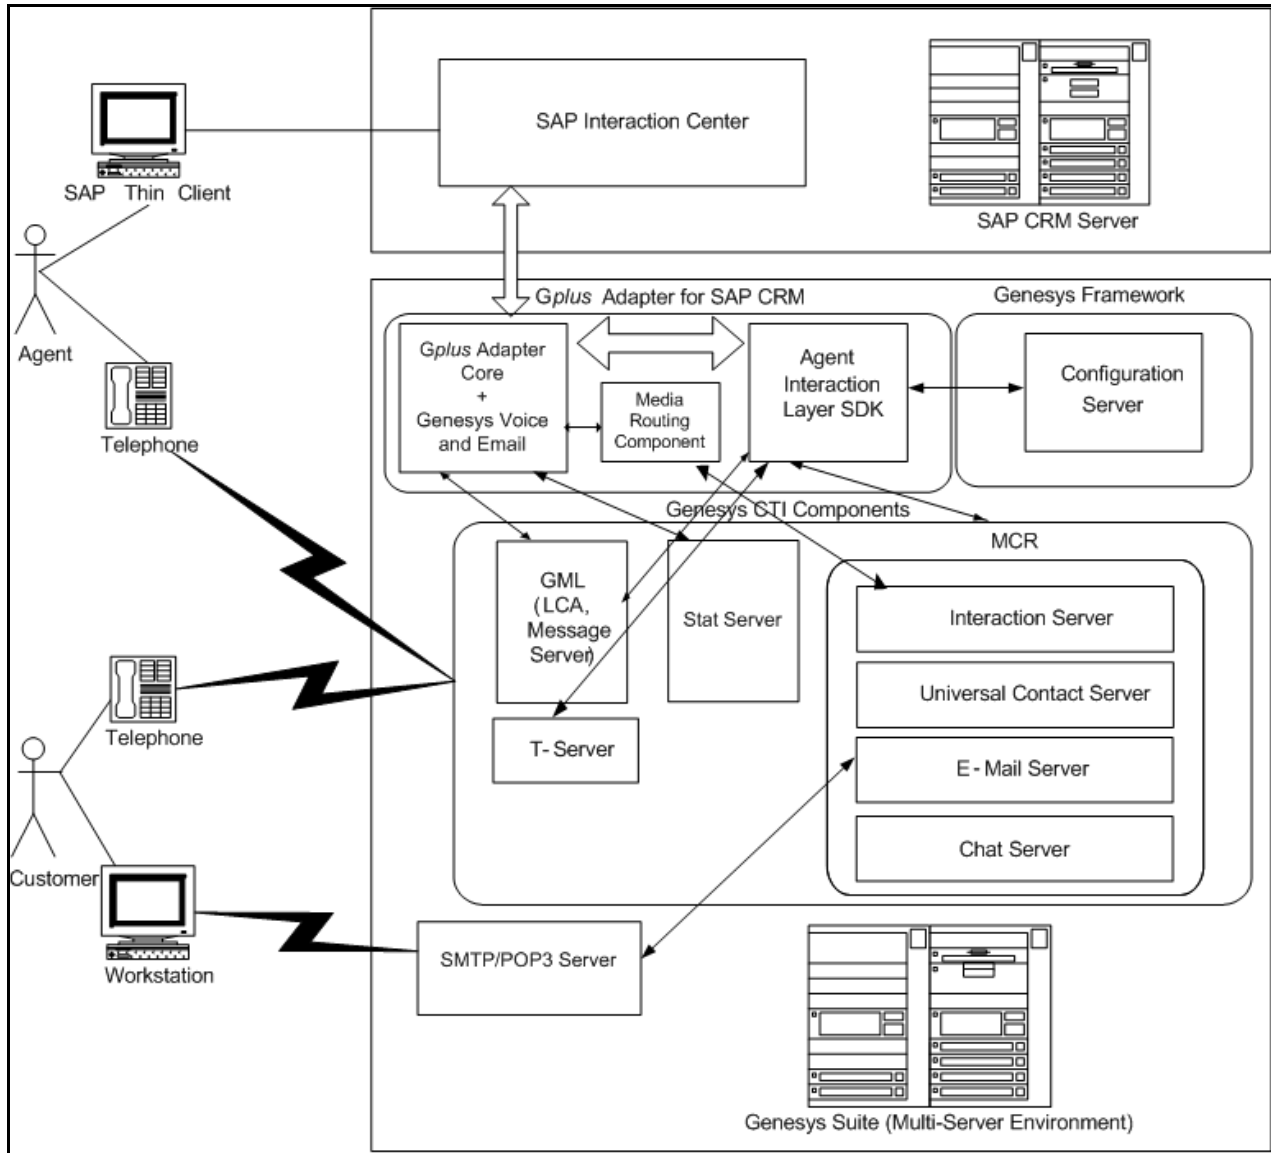 SAP Interaction Center
SAP Thin Client
SAP CRM Server
Agent
Gplus Adapter for SAP CRM
Genesys Framework
Gplus Adapter
Core
+
Genesys Voice
and Email
Media
Routing
Component
Agent
Interaction
Layer SDK
Configuration
Server
Telephone
Genesys CTI Components
MCR
GML
(LCA,
Message
Server)
Stat Server
Interaction Server
Universal Contact Server
T-Server
E-Mail Server
Chat Server
Telephone
Customer
Workstation
SMTP/POP3 Server
Genesys Suite (Multi-Server Environment)